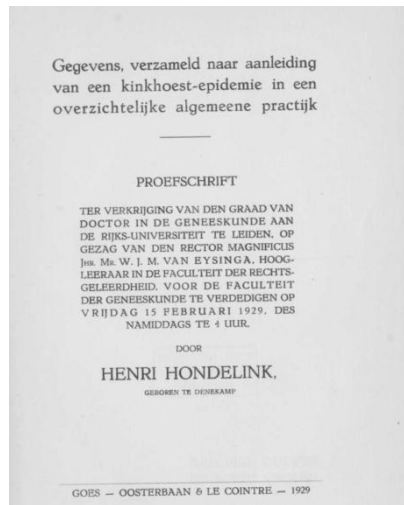 Gegevens, verzameld naar aanleiding
van een kinkhoest-epidemie in een
overzichtelijke algemeene practijk
PROEFSCHRIFT
TER VERKRIJGING VAN DEN GRAAD VAN
DOCTOR IN DE GENEESKUNDE AAN
DE RIJKS-UNIVERSITEIT TE LEIDEN, OP
GEZAG VAN DEN RECTOR MAGNIFICUS
JHR. MR. W. J. M. VAN EYSINGA, HOOG-
LEERAAR IN DE FACULTEIT DER RECHTS-
GELEERDHEID, VOOR DE FACULTEIT
DER GENEESKUNDE TE VERDEDIGEN OP
VRIJDAG 15 FEBRUARI 1929, DES
NAMIDDAGS TE 4 UUR,
DOOR
HENRI HONDELINK,
GEBOREN TE DENEKAMP
GOES — OOSTERBAAN & LE COINTRE — 1929